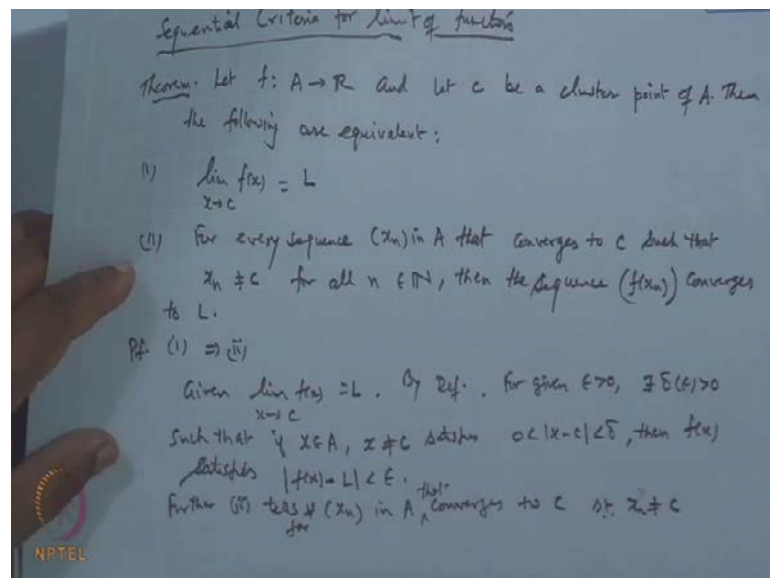 Sequential Criteria for limit of functions
Theorem. Let f: A → R and let c be a cluster point of A. Then
the following are equivalent:
(i) lim f(x) = L
x→c
(ii) For every sequence (xn) in A that converges to c such that
xn ≠ c for all n ∈ N, then the sequence (f(xn)) converges
to L.
Pf. (i) ⇒ (ii)
Given lim f(x) = L. By Def. For given ε>0, ∃ δ(ε)>0
x→c
Such that if x∈A, x≠c satisfies 0<|x-c|<δ, then f(x)
satisfies |f(x)-L|<ε.
Further (ii) tells for (xn) in A, that converges to c st. xn≠c
NPTEL